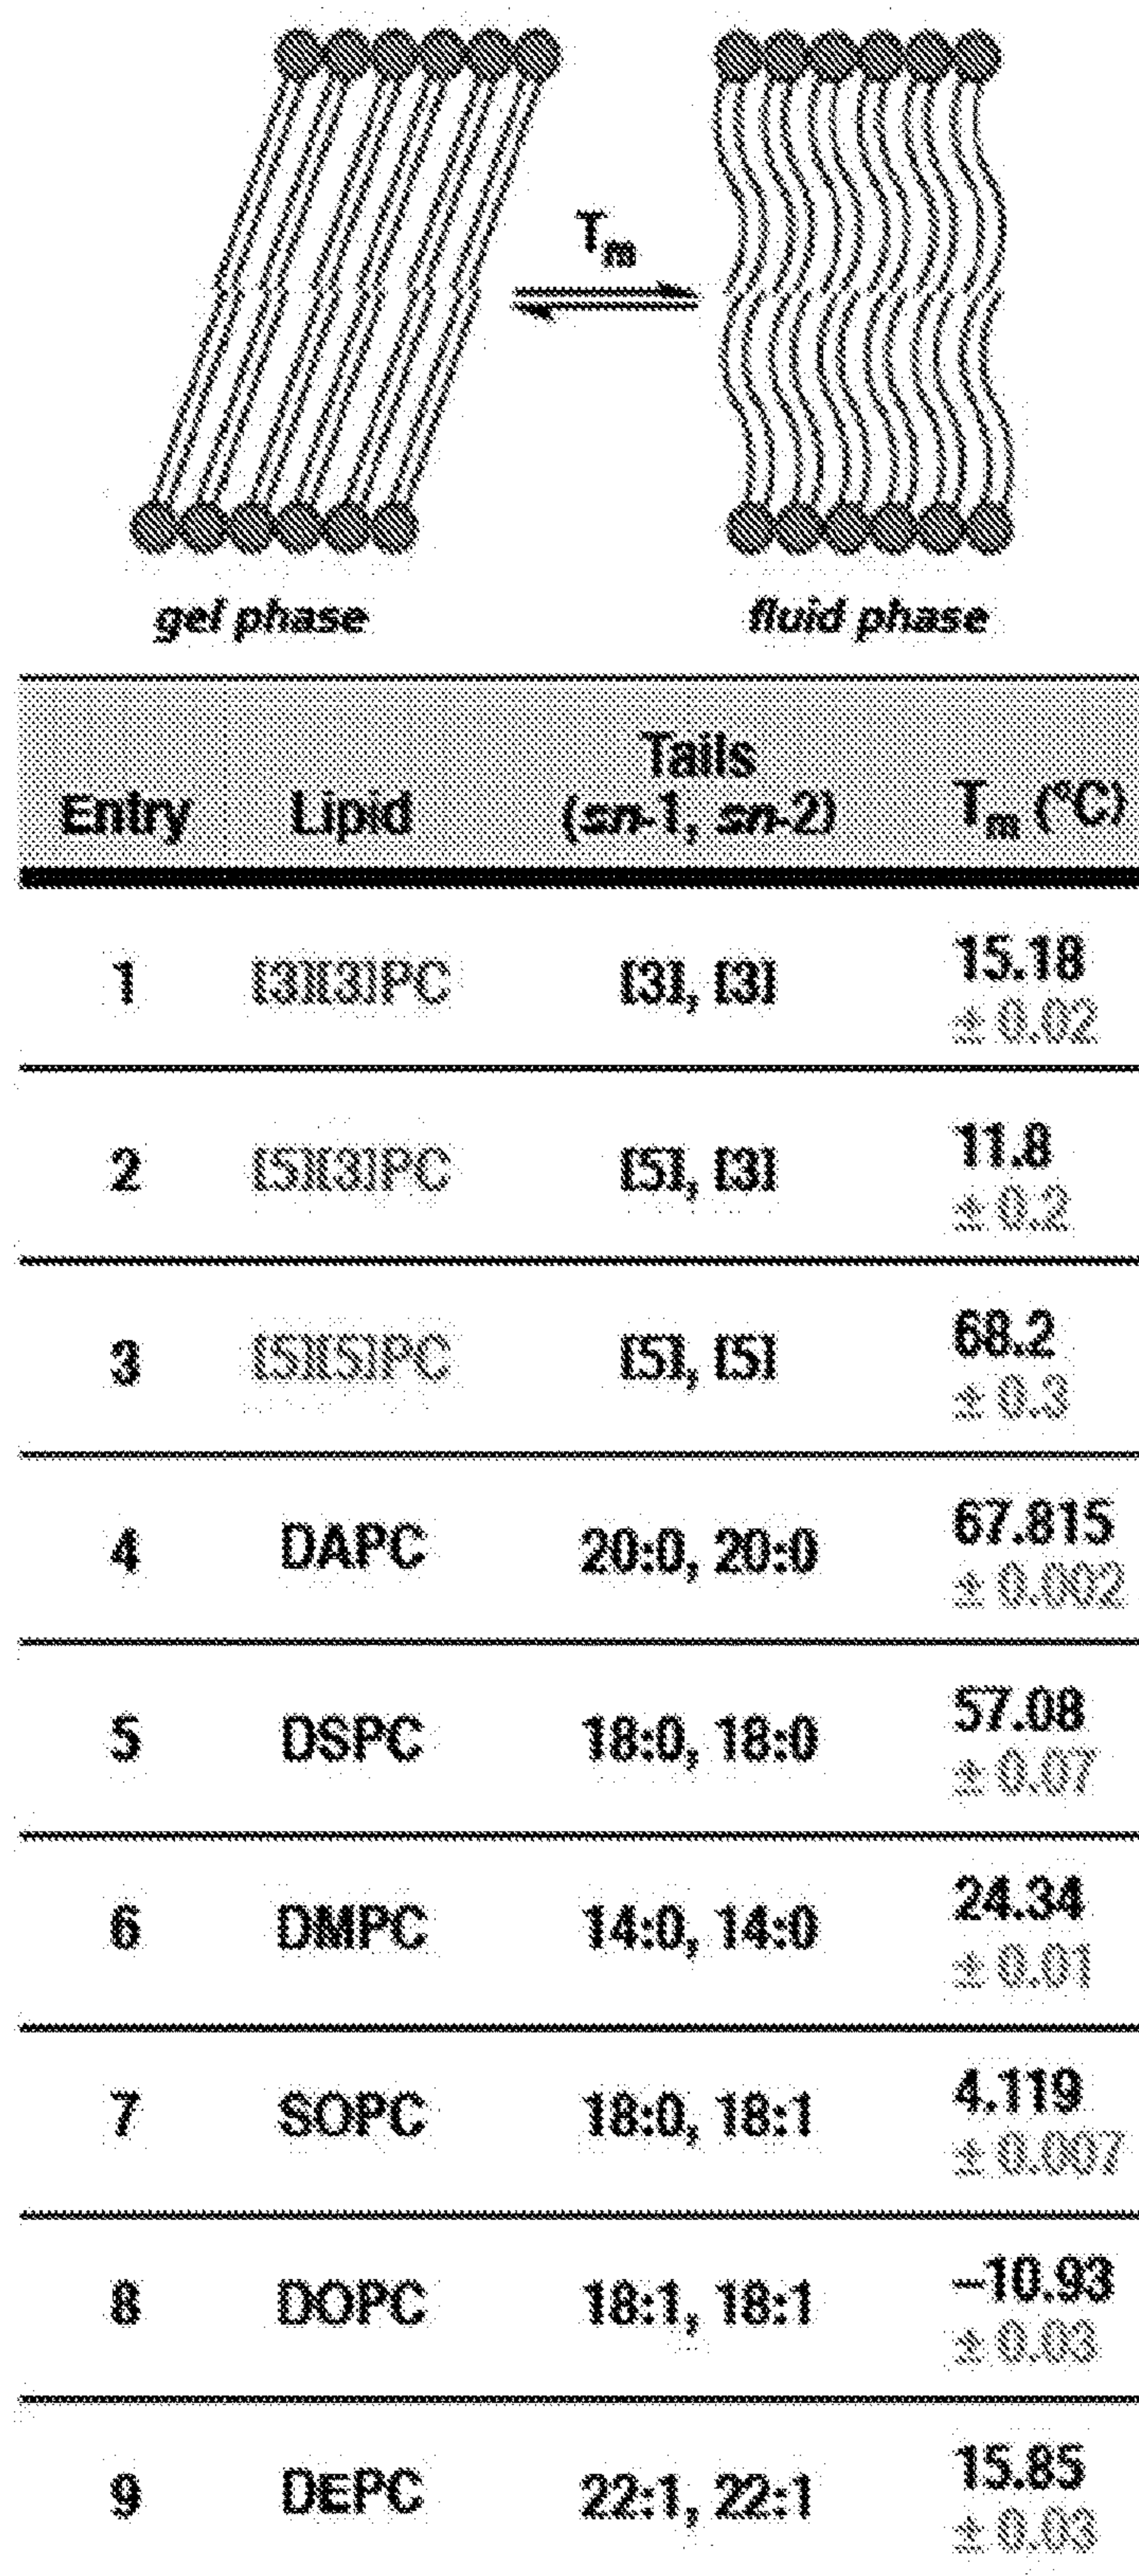 Tm
gel phase
fluid phase
Entry Lipid Tails (sn-1, sn-2) Tm (°C)
1 [3][3]PC [3], [3] 15.18 ± 0.02
2 [5][3]PC [5], [3] 11.8 ± 0.2
3 [5][5]PC [5], [5] 68.2 ± 0.3
4 DAPC 20:0, 20:0 67.815 ± 0.002
5 DSPC 18:0, 18:0 57.08 ± 0.07
6 DMPC 14:0, 14:0 24.34 ± 0.01
7 SOPC 18:0, 18:1 4.119 ± 0.007
8 DOPC 18:1, 18:1 –10.93 ± 0.03
9 DEPC 22:1, 22:1 15.85 ± 0.03